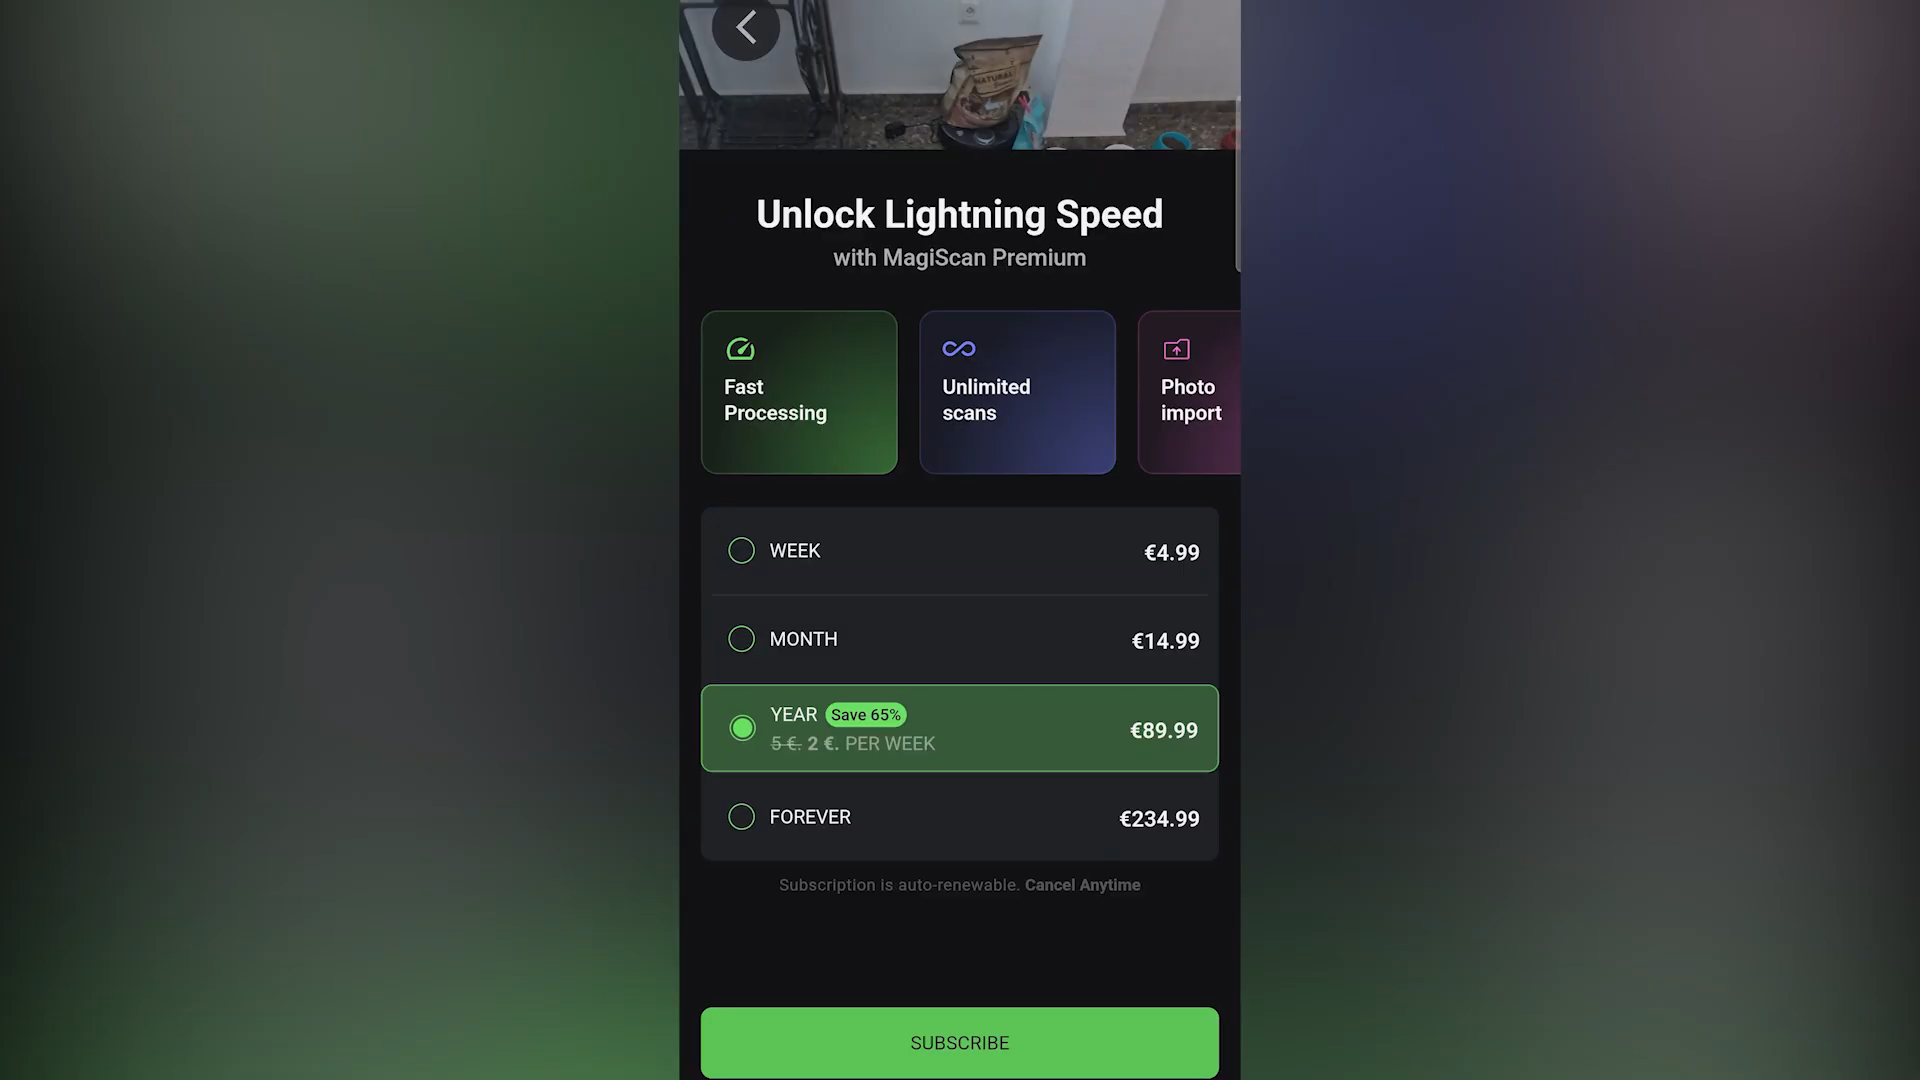 NATURAL
Unlock Lightning Speed
with MagiScan Premium
Fast
Processing
Unlimited
scans
Photo
import
WEEK
€4.99
MONTH
€14.99
YEAR Save 65%
5 €. 2 €. PER WEEK
€89.99
FOREVER
€234.99
Subscription is auto-renewable. Cancel Anytime
SUBSCRIBE